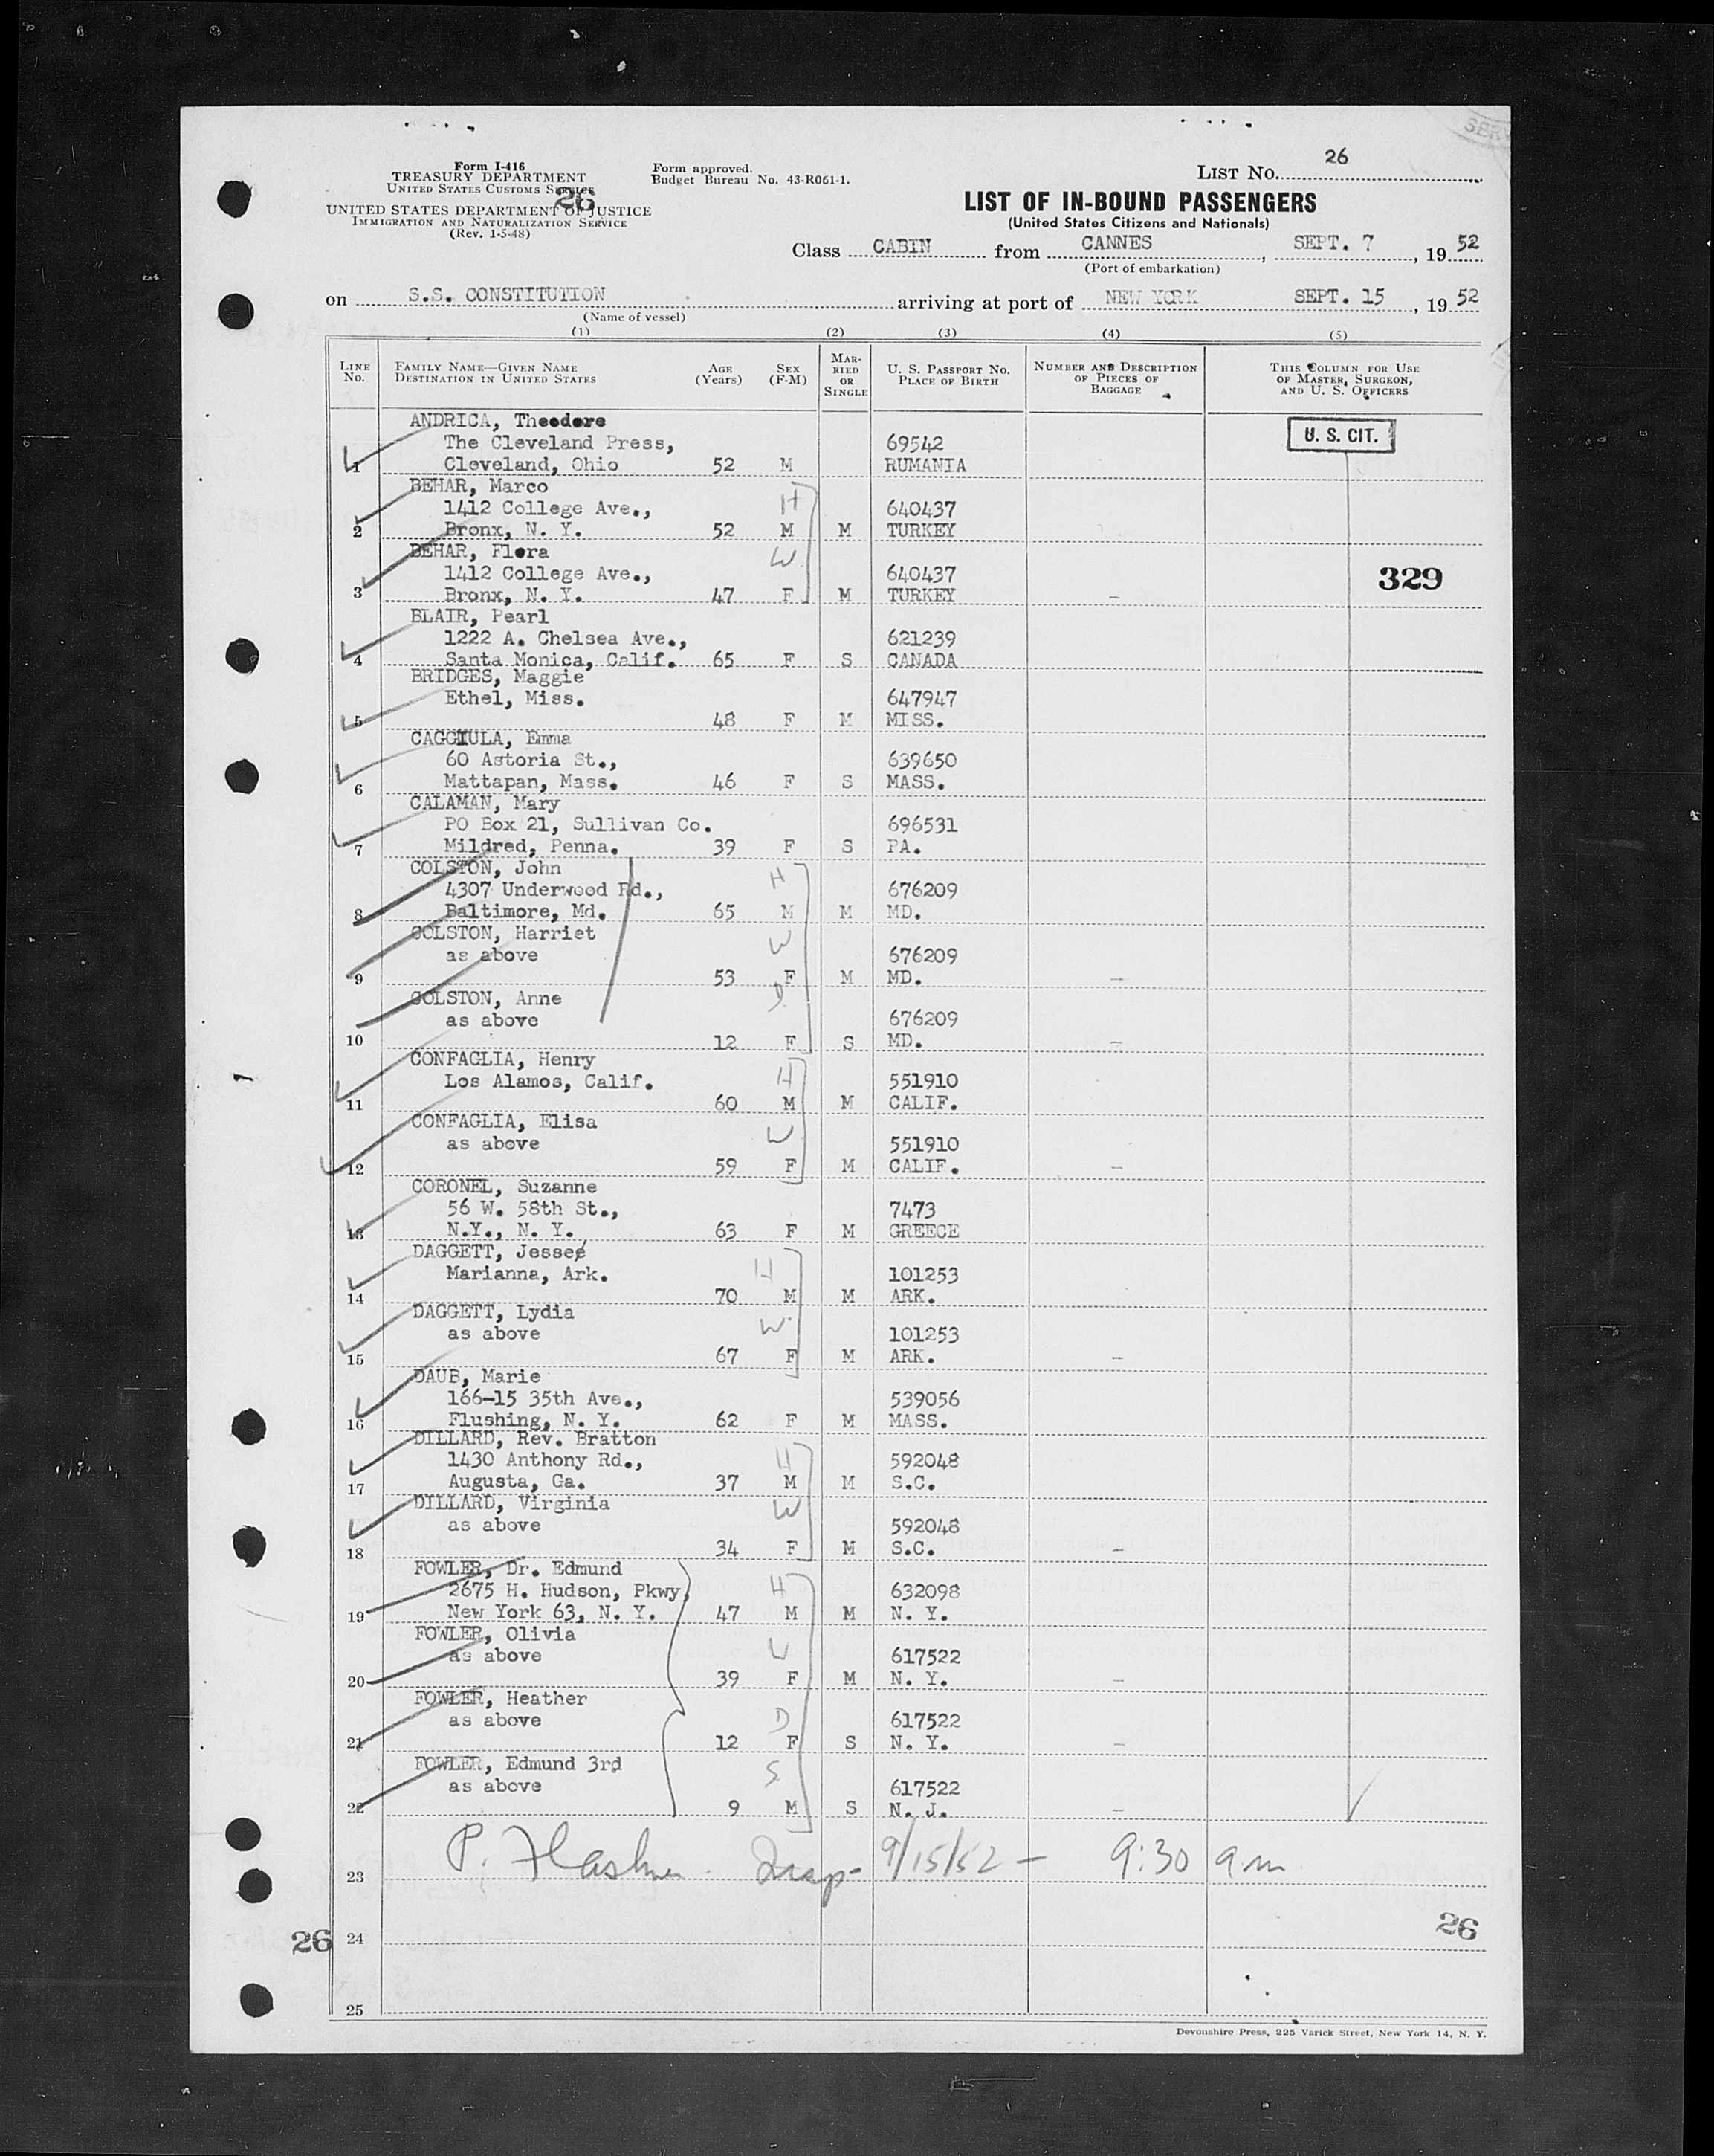 SERV
Form I-416
TREASURY DEPARTMENT
UNITED STATES CUSTOMS SERVICE
26
UNITED STATES DEPARTMENT OF JUSTICE
IMMIGRATION AND NATURALIZATION SERVICE
(Rev. 1-5-48)
Form approved.
Budget Bureau No. 43-R061-1.
LIST NO. 26
LIST OF IN-BOUND PASSENGERS
(United States Citizens and Nationals)
Class CABIN from CANNES, SEPT. 7, 19 52
(Port of embarkation)
on S.S. CONSTITUTION arriving at port of NEW YORK SEPT. 15, 19 52
(Name of vessel)
(1) (2) (3) (4) (5)
LINE NO. FAMILY NAME—GIVEN NAME DESTINATION IN UNITED STATES AGE (Years) SEX (F-M) MARRIED OR SINGLE U. S. PASSPORT NO. PLACE OF BIRTH NUMBER AND DESCRIPTION OF PIECES OF BAGGAGE THIS COLUMN FOR USE OF MASTER, SURGEON, AND U. S. OFFICERS
ANDRICA, Theodore
The Cleveland Press, 69542 U. S. CIT.
1 Cleveland, Ohio 52 M RUMANIA
BEHAR, Marco
1412 College Ave., H 640437
2 Bronx, N. Y. 52 M M TURKEY
BEHAR, Flora W
1412 College Ave., 640437 329
3 Bronx, N. Y. 47 F M TURKEY –
BLAIR, Pearl
1222 A. Chelsea Ave., 621239
4 Santa Monica, Calif. 65 F S CANADA
BRIDGES, Maggie
Ethel, Miss. 647947
5 48 F M MISS.
CAGGIULA, Emma
60 Astoria St., 639650
6 Mattapan, Mass. 46 F S MASS.
CALAMAN, Mary
PO Box 21, Sullivan Co. 696531
7 Mildred, Penna. 39 F S PA.
COLSTON, John H
4307 Underwood Rd., 676209
8 Baltimore, Md. 65 M M MD.
COLSTON, Harriet W
as above 676209
9 53 F M MD. –
COLSTON, Anne D
as above 676209
10 12 F S MD. –
CONFAGLIA, Henry H
Los Alamos, Calif. 551910
11 60 M M CALIF.
CONFAGLIA, Elisa W
as above 551910
12 59 F M CALIF. –
CORONEL, Suzanne
56 W. 58th St., 7473
13 N.Y., N. Y. 63 F M GREECE
DAGGETT, Jessee H
Marianna, Ark. 101253
14 70 M M ARK.
DAGGETT, Lydia W
as above 101253
15 67 F M ARK. –
DAUB, Marie
166-15 35th Ave., 539056
16 Flushing, N. Y. 62 F M MASS.
DILLARD, Rev. Bratton
1430 Anthony Rd., H 592048
17 Augusta, Ga. 37 M M S.C.
DILLARD, Virginia W
as above 592048
18 34 F M S.C. –
FOWLER, Dr. Edmund
2675 H. Hudson, Pkwy H 632098
19 New York 63, N. Y. 47 M M N. Y.
FOWLER, Olivia W
as above 617522
20 39 F M N. Y. –
FOWLER, Heather
as above D 617522
21 12 F S N. Y. –
FOWLER, Edmund 3rd S
as above 617522
22 9 M S N. J. –
23 P. Insp- 9/15/52 – 9:30 am
26 24 26
25
Devonshire Press, 225 Varick Street, New York 14, N. Y.